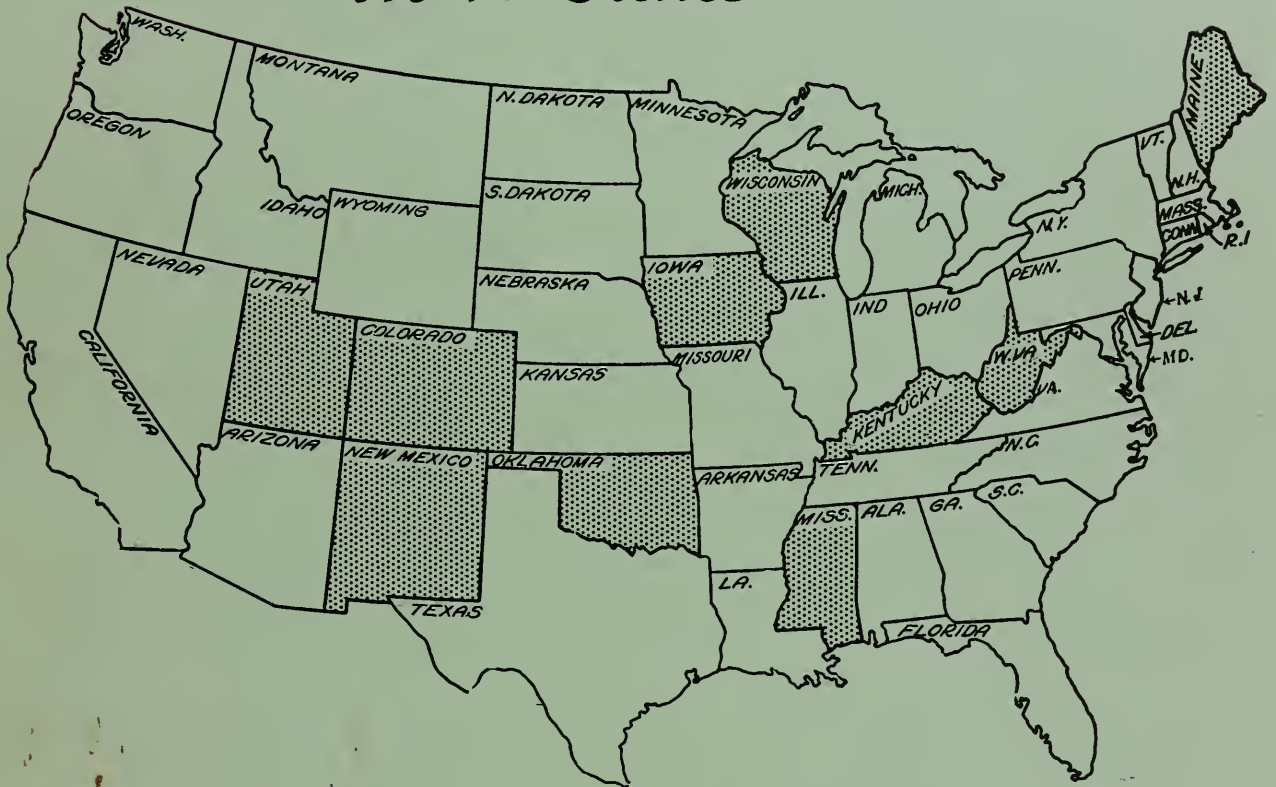 WASH.
MONTANA
N. DAKOTA
MINNESOTA
MAINE
OREGON
VT.
N.H.
S. DAKOTA
WISCONSIN
MICH.
IDAHO
WYOMING
MASS.
N.Y.
CONN.
R.I
NEVADA
UTAH
NEBRASKA
IOWA
ILL.
IND
OHIO
PENN.
N.J
COLORADO
DEL.
MISSOURI
W.VA
MD.
CALIFORNIA
KANSAS
KENTUCKY
VA.
ARIZONA
NEW MEXICO
OKLAHOMA
ARKANSAS
TENN.
N.C
S.C.
MISS.
ALA.
GA.
LA.
TEXAS
FLORIDA